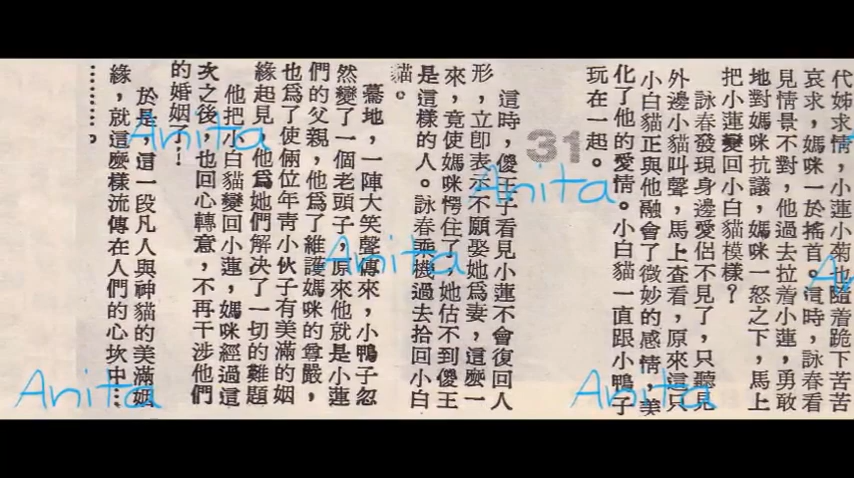 代姊求情，小蓮小菊也隨着跪下苦苦
哀求，媽咪一於搖首。這時，詠春看
見情景不對，他過去拉着小蓮，勇敢
地對媽咪抗議，媽咪一怒之下，馬上
把小蓮變回小白貓模樣？
詠春發現身邊愛侶不見了，只聽見
外邊小貓叫聲，馬上查看，原來這只
小白貓正與他融會了微妙的感情，美
化了他的愛情。小白貓一直跟小鴨子
玩在一起。
31
這時，傻王子看見小蓮不會復回人
形，立卽表示不願娶她爲妻，這麼一
來，竟使媽咪愕住了，她估不到傻王
是這樣的人。詠春乘機過去拾回小白
貓。
驀地，一陣大笑聲傳來，小鴨子忽
然變了一個老頭子，原來他就是小蓮
們的父親，他爲了維護媽咪的尊嚴，
也爲了使倆位年靑小伙子有美滿的姻
緣起見，他爲她們解決了一切的難題
他把小白貓變回小蓮，媽咪經過這
次之後，也回心轉意，不再干涉他們
的婚姻了！
於是，這一段凡人與神貓的美滿姻
緣，就這麼樣流傳在人們的心坎中…
………。
Anita
Anita
Anita
Anita
Anita